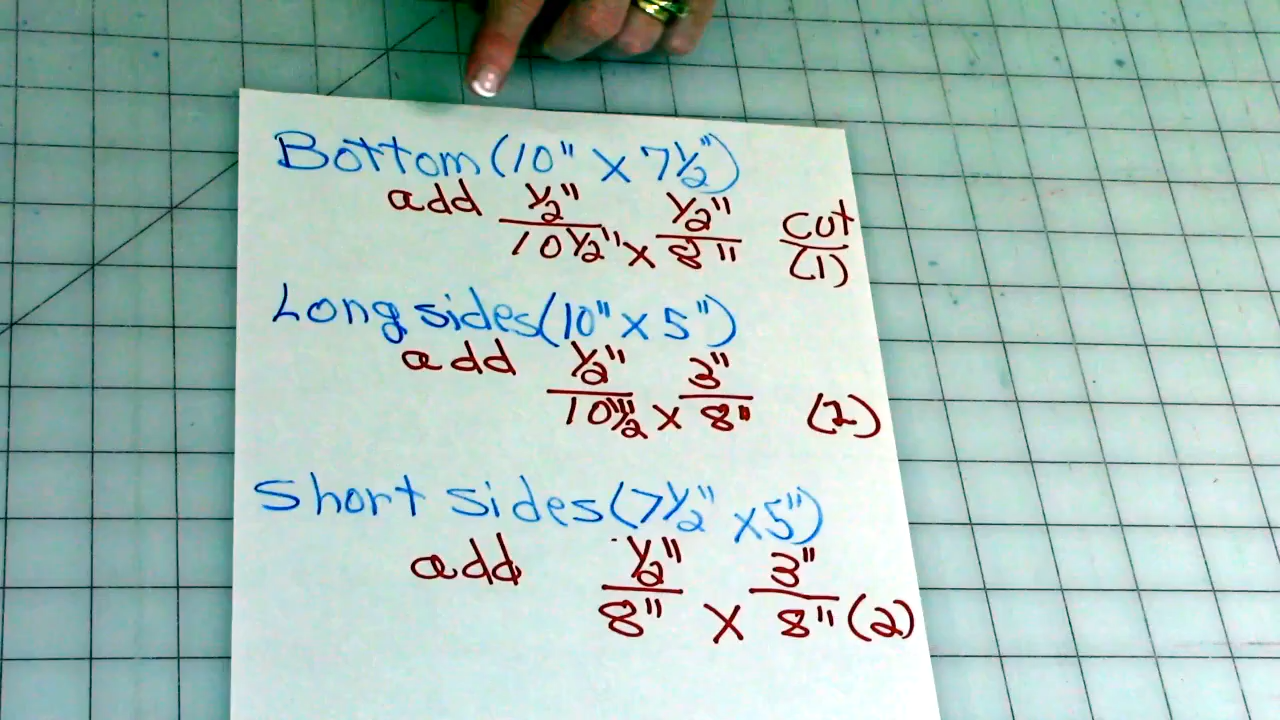 Bottom (10" X 7½")
add ½" ½" cut
10½" X 8" (1)
Long sides (10" X 5")
add ½" 3"
10½" X 8" (2)
Short sides (7½" X 5")
add ½" 3"
8" X 8" (2)